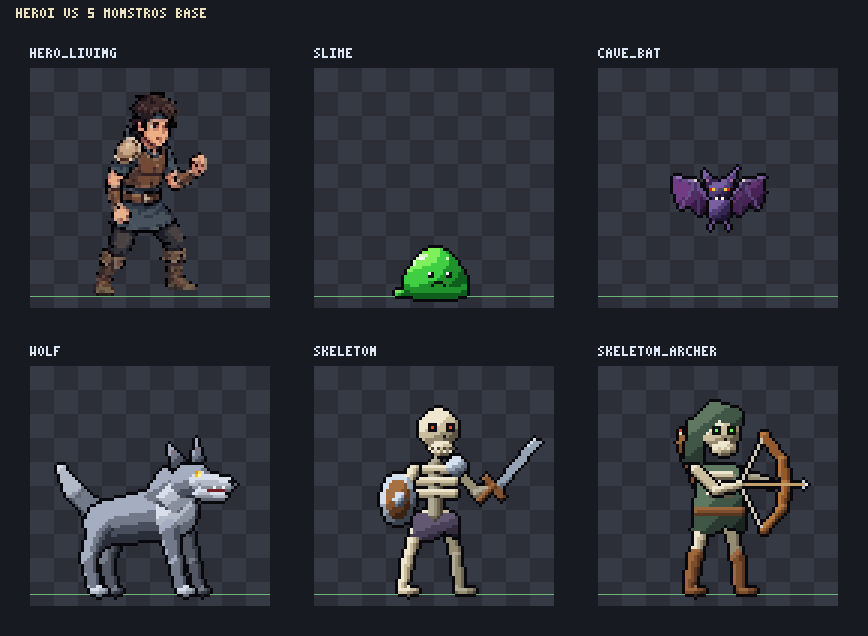 HEROI VS 5 MONSTROS BASE
HERO_LIVING
SLIME
CAVE_BAT
WOLF
SKELETON
SKELETON_ARCHER